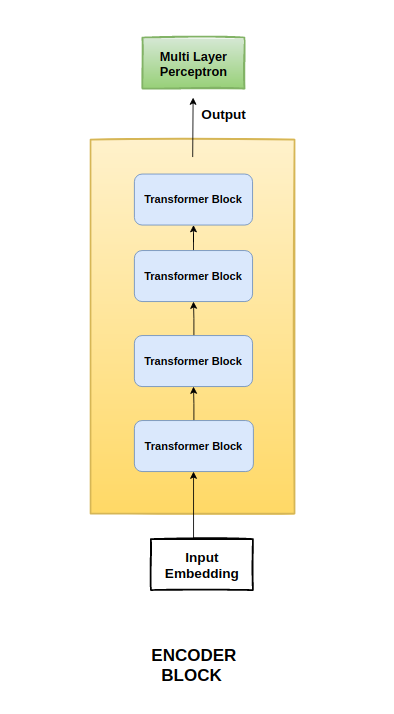 Multi Layer
Perceptron
Output
Transformer Block
Transformer Block
Transformer Block
Transformer Block
Input
Embedding
ENCODER
BLOCK